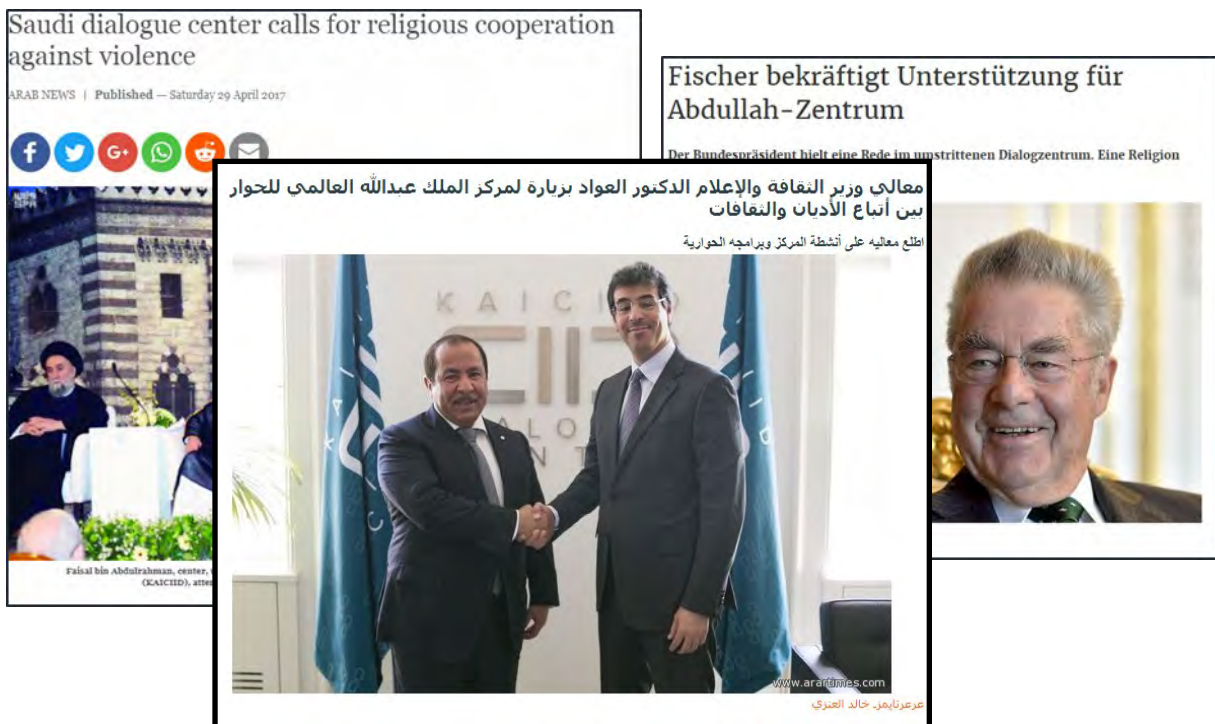 Saudi dialogue center calls for religious cooperation
against violence
ARAB NEWS | Published — Saturday 29 April 2017
Fischer bekräftigt Unterstützung für
Abdullah-Zentrum
Der Bundespräsident hielt eine Rede im umstrittenen Dialogzentrum. Eine Religion
معالي وزير الثقافة والإعلام الدكتور العواد بزيارة لمركز الملك عبدالله العالمي للحوار
بين أتباع الأديان والثقافات
اطلع معاليه على أنشطة المركز وبرامجه الحوارية
KAICIID
www.arartimes.com
عرعرتايمز_ خالد العنزي
Faisal bin Abdulrahman, center,
(KAICIID), atte